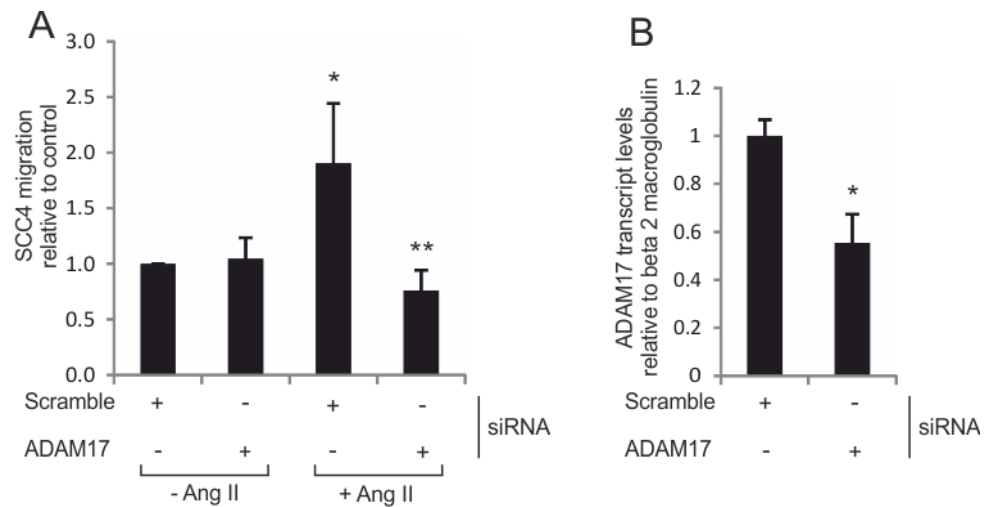 A
SCC4 migration
relative to control
3.0
2.5
2.0
1.5
1.0
0.5
0.0
*
**
Scramble + - + -
ADAM17 - + - +
siRNA
- Ang II + Ang II
B
ADAM17 transcript levels
relative to beta 2 macroglobulin
1.2
1
0.8
0.6
0.4
0.2
0
*
Scramble + -
ADAM17 - +
siRNA